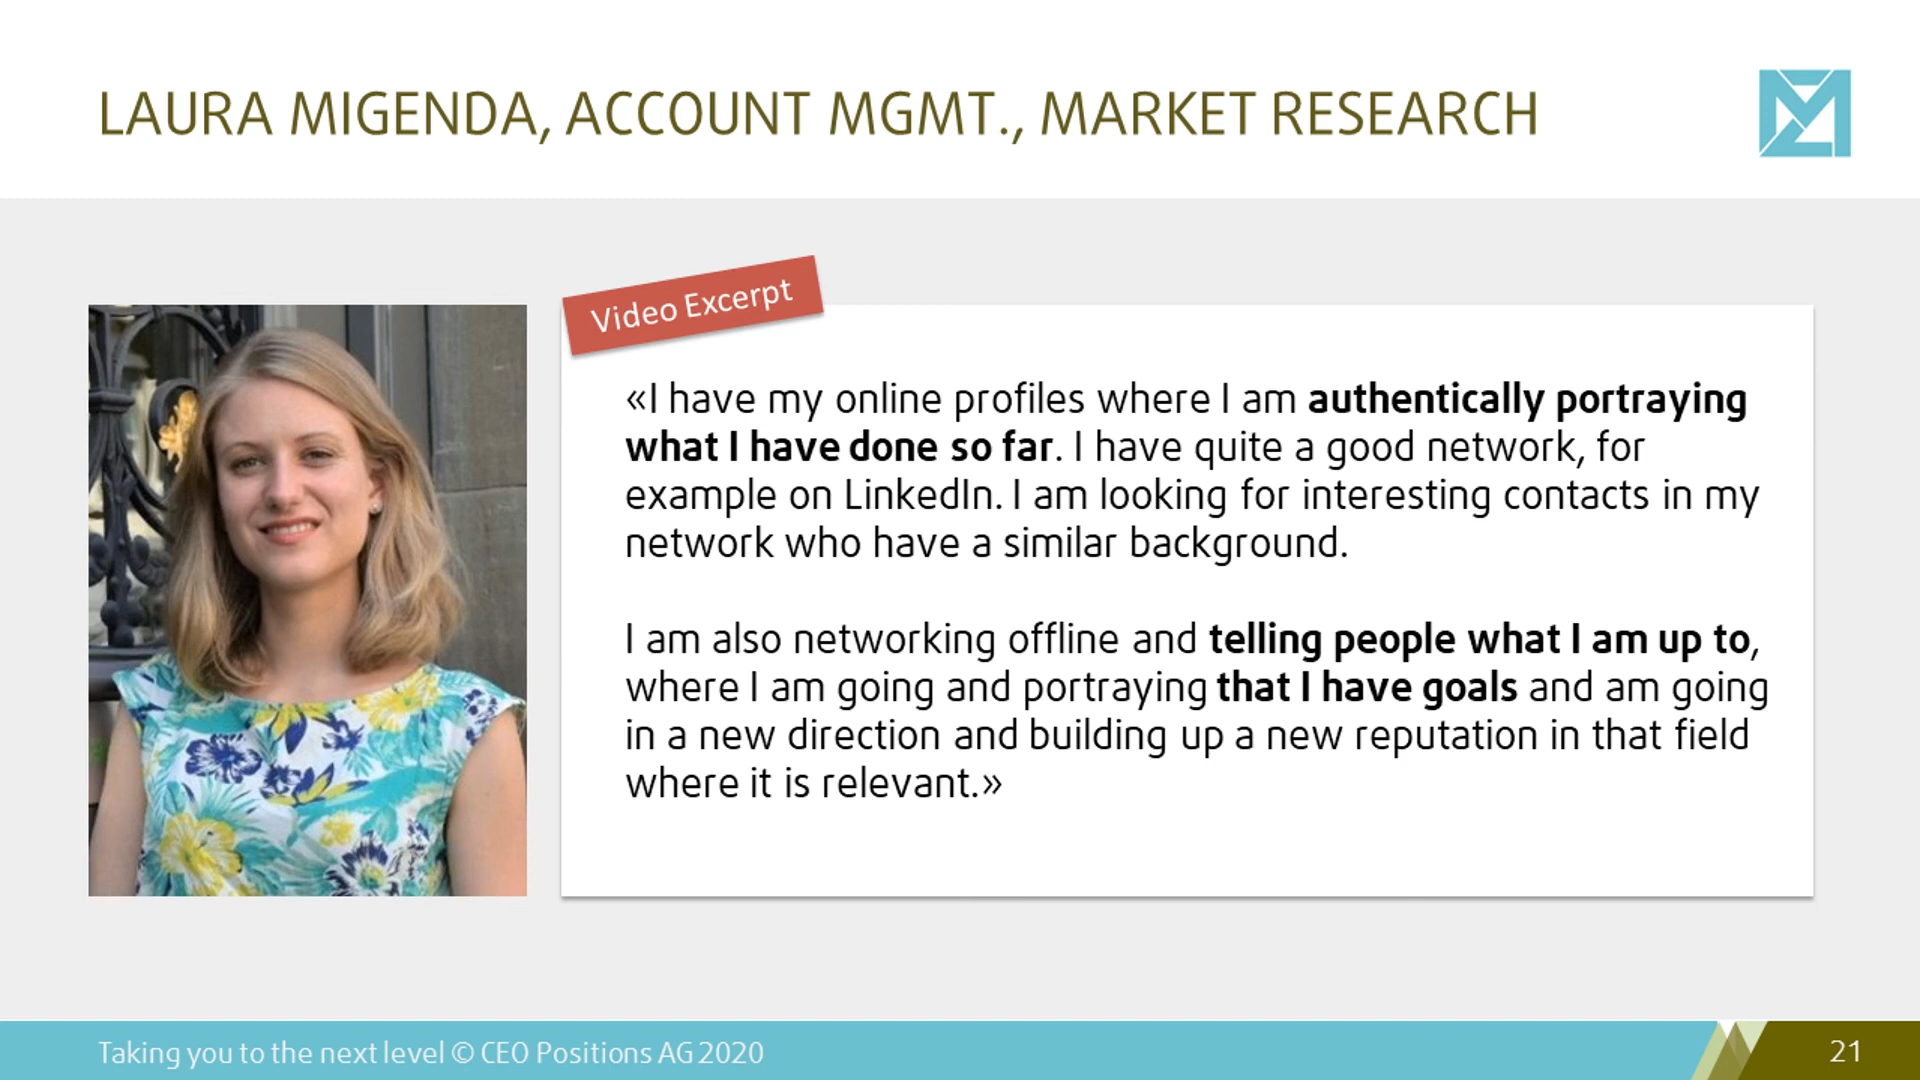 LAURA MIGENDA, ACCOUNT MGMT., MARKET RESEARCH
Video Excerpt
«I have my online profiles where I am authentically portraying
what I have done so far. I have quite a good network, for
example on LinkedIn. I am looking for interesting contacts in my
network who have a similar background.
I am also networking offline and telling people what I am up to,
where I am going and portraying that I have goals and am going
in a new direction and building up a new reputation in that field
where it is relevant.»
Taking you to the next level © CEO Positions AG 2020
21